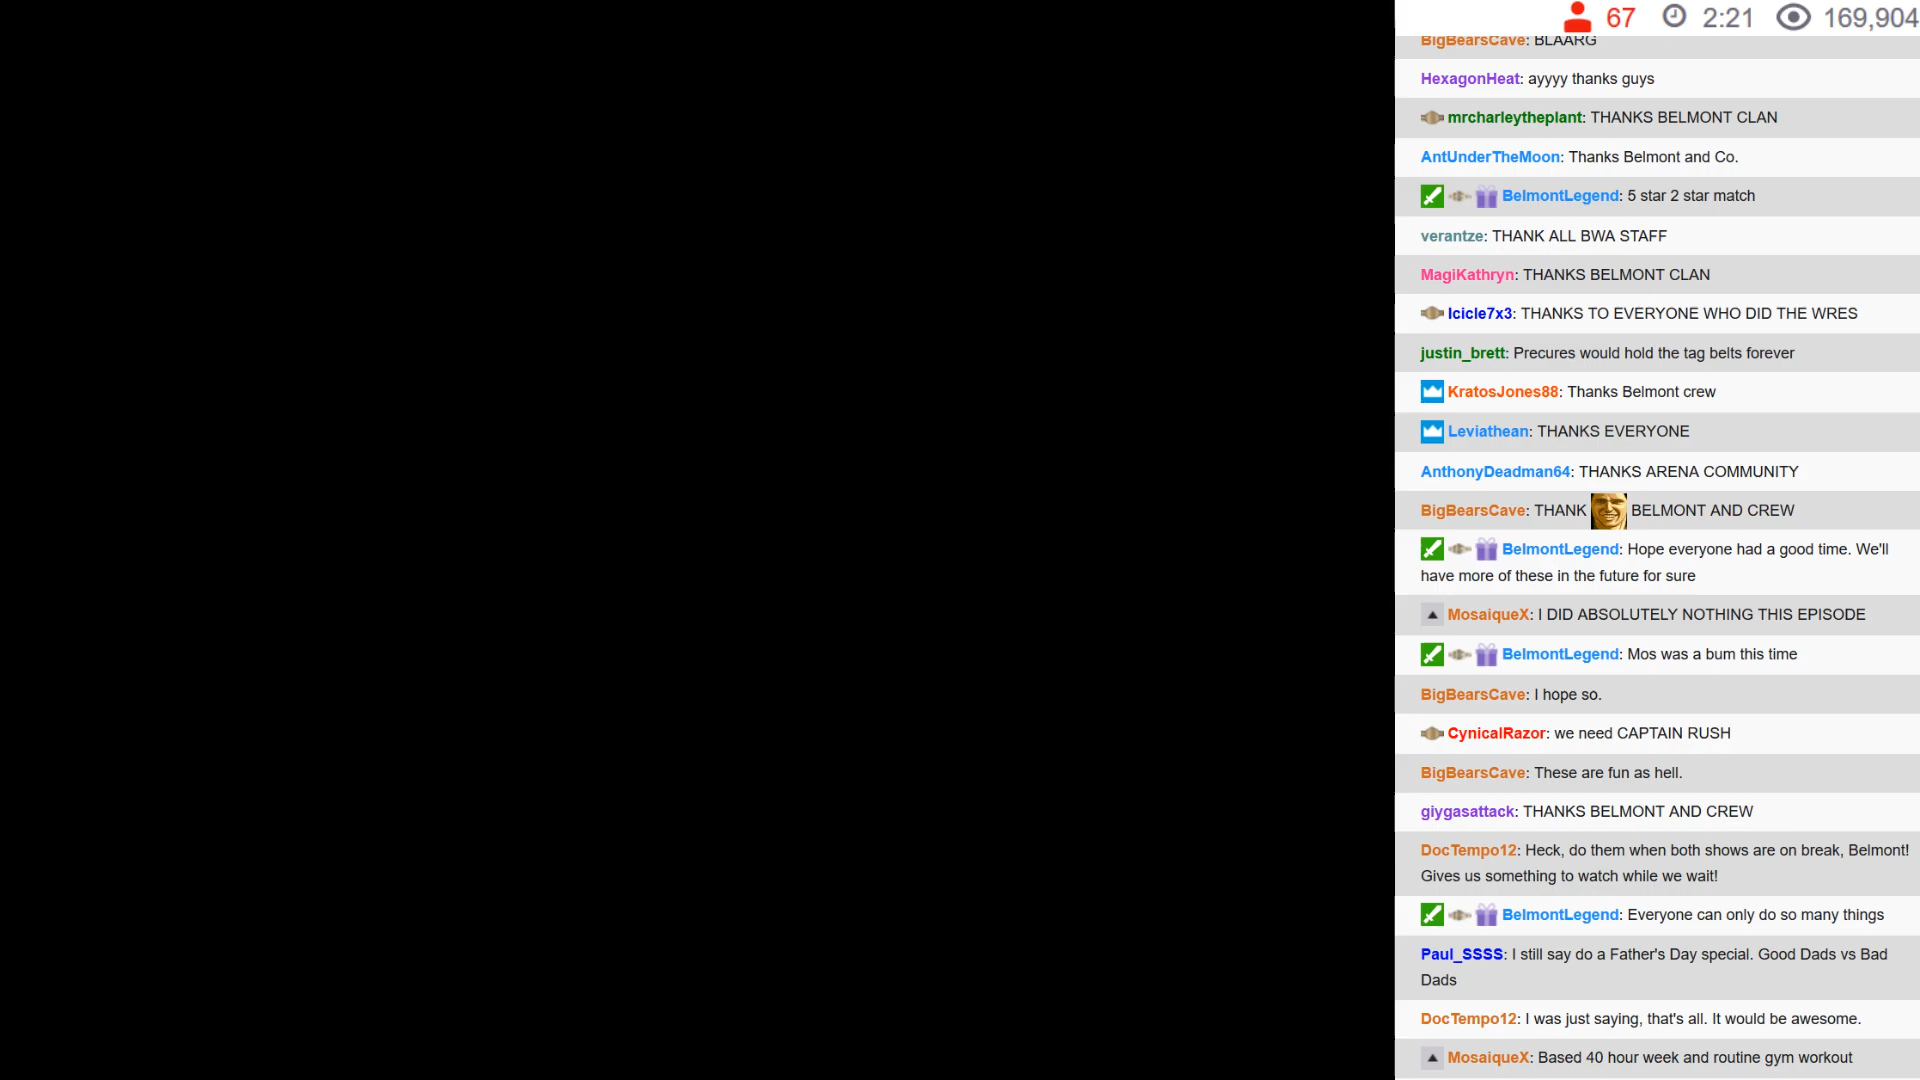 67 2:21 169,904
BigBearsCave: BLAARG
HexagonHeat: ayyyy thanks guys
mrcharleytheplant: THANKS BELMONT CLAN
AntUnderTheMoon: Thanks Belmont and Co.
BelmontLegend: 5 star 2 star match
verantze: THANK ALL BWA STAFF
MagiKathryn: THANKS BELMONT CLAN
Icicle7x3: THANKS TO EVERYONE WHO DID THE WRES
justin_brett: Precures would hold the tag belts forever
KratosJones88: Thanks Belmont crew
Leviathean: THANKS EVERYONE
AnthonyDeadman64: THANKS ARENA COMMUNITY
BigBearsCave: THANK BELMONT AND CREW
BelmontLegend: Hope everyone had a good time. We'll
have more of these in the future for sure
MosaiqueX: I DID ABSOLUTELY NOTHING THIS EPISODE
BelmontLegend: Mos was a bum this time
BigBearsCave: I hope so.
CynicalRazor: we need CAPTAIN RUSH
BigBearsCave: These are fun as hell.
giygasattack: THANKS BELMONT AND CREW
DocTempo12: Heck, do them when both shows are on break, Belmont!
Gives us something to watch while we wait!
BelmontLegend: Everyone can only do so many things
Paul_SSSS: I still say do a Father's Day special. Good Dads vs Bad
Dads
DocTempo12: I was just saying, that's all. It would be awesome.
MosaiqueX: Based 40 hour week and routine gym workout